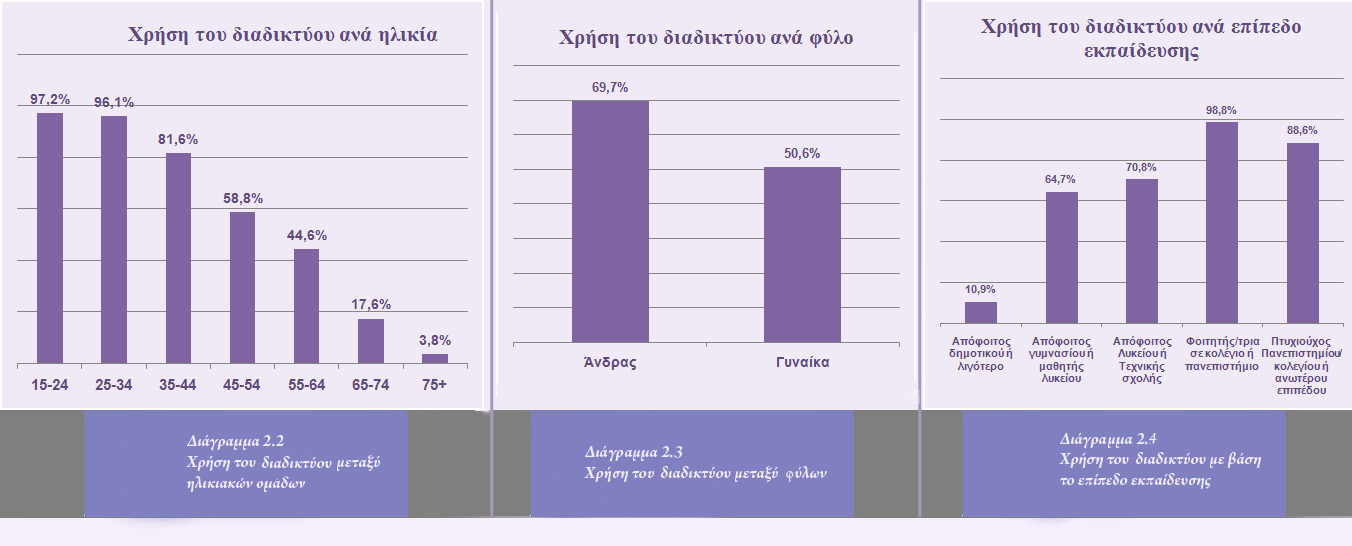 Χρήση του διαδικτύου ανά ηλικία
97,2%
96,1%
81,6%
58,8%
44,6%
17,6%
3,8%
15-24
25-34
35-44
45-54
55-64
65-74
75+
Διάγραμμα 2.2
Χρήση του διαδικτύου μεταξύ
ηλικιακών ομάδων
Χρήση του διαδικτύου ανά φύλο
69,7%
50,6%
Άνδρας
Γυναίκα
Διάγραμμα 2.3
Χρήση του διαδικτύου μεταξύ φύλων
Χρήση του διαδικτύου ανά επίπεδο
εκπαίδευσης
10,9%
64,7%
70,8%
98,8%
88,6%
Απόφοιτος
δημοτικού ή
λιγότερο
Απόφοιτος
γυμνασίου ή
μαθητής
Λυκείου
Απόφοιτος
Λυκείου ή
Τεχνικής
σχολής
Φοιτητής/τρια
σε κολέγιο ή
πανεπιστήμιο
Πτυχιούχος
Πανεπιστημίου/
κολεγίου ή
ανωτέρου
επιπέδου
Διάγραμμα 2.4
Χρήση του διαδικτύου με βάση
το επίπεδο εκπαίδευσης